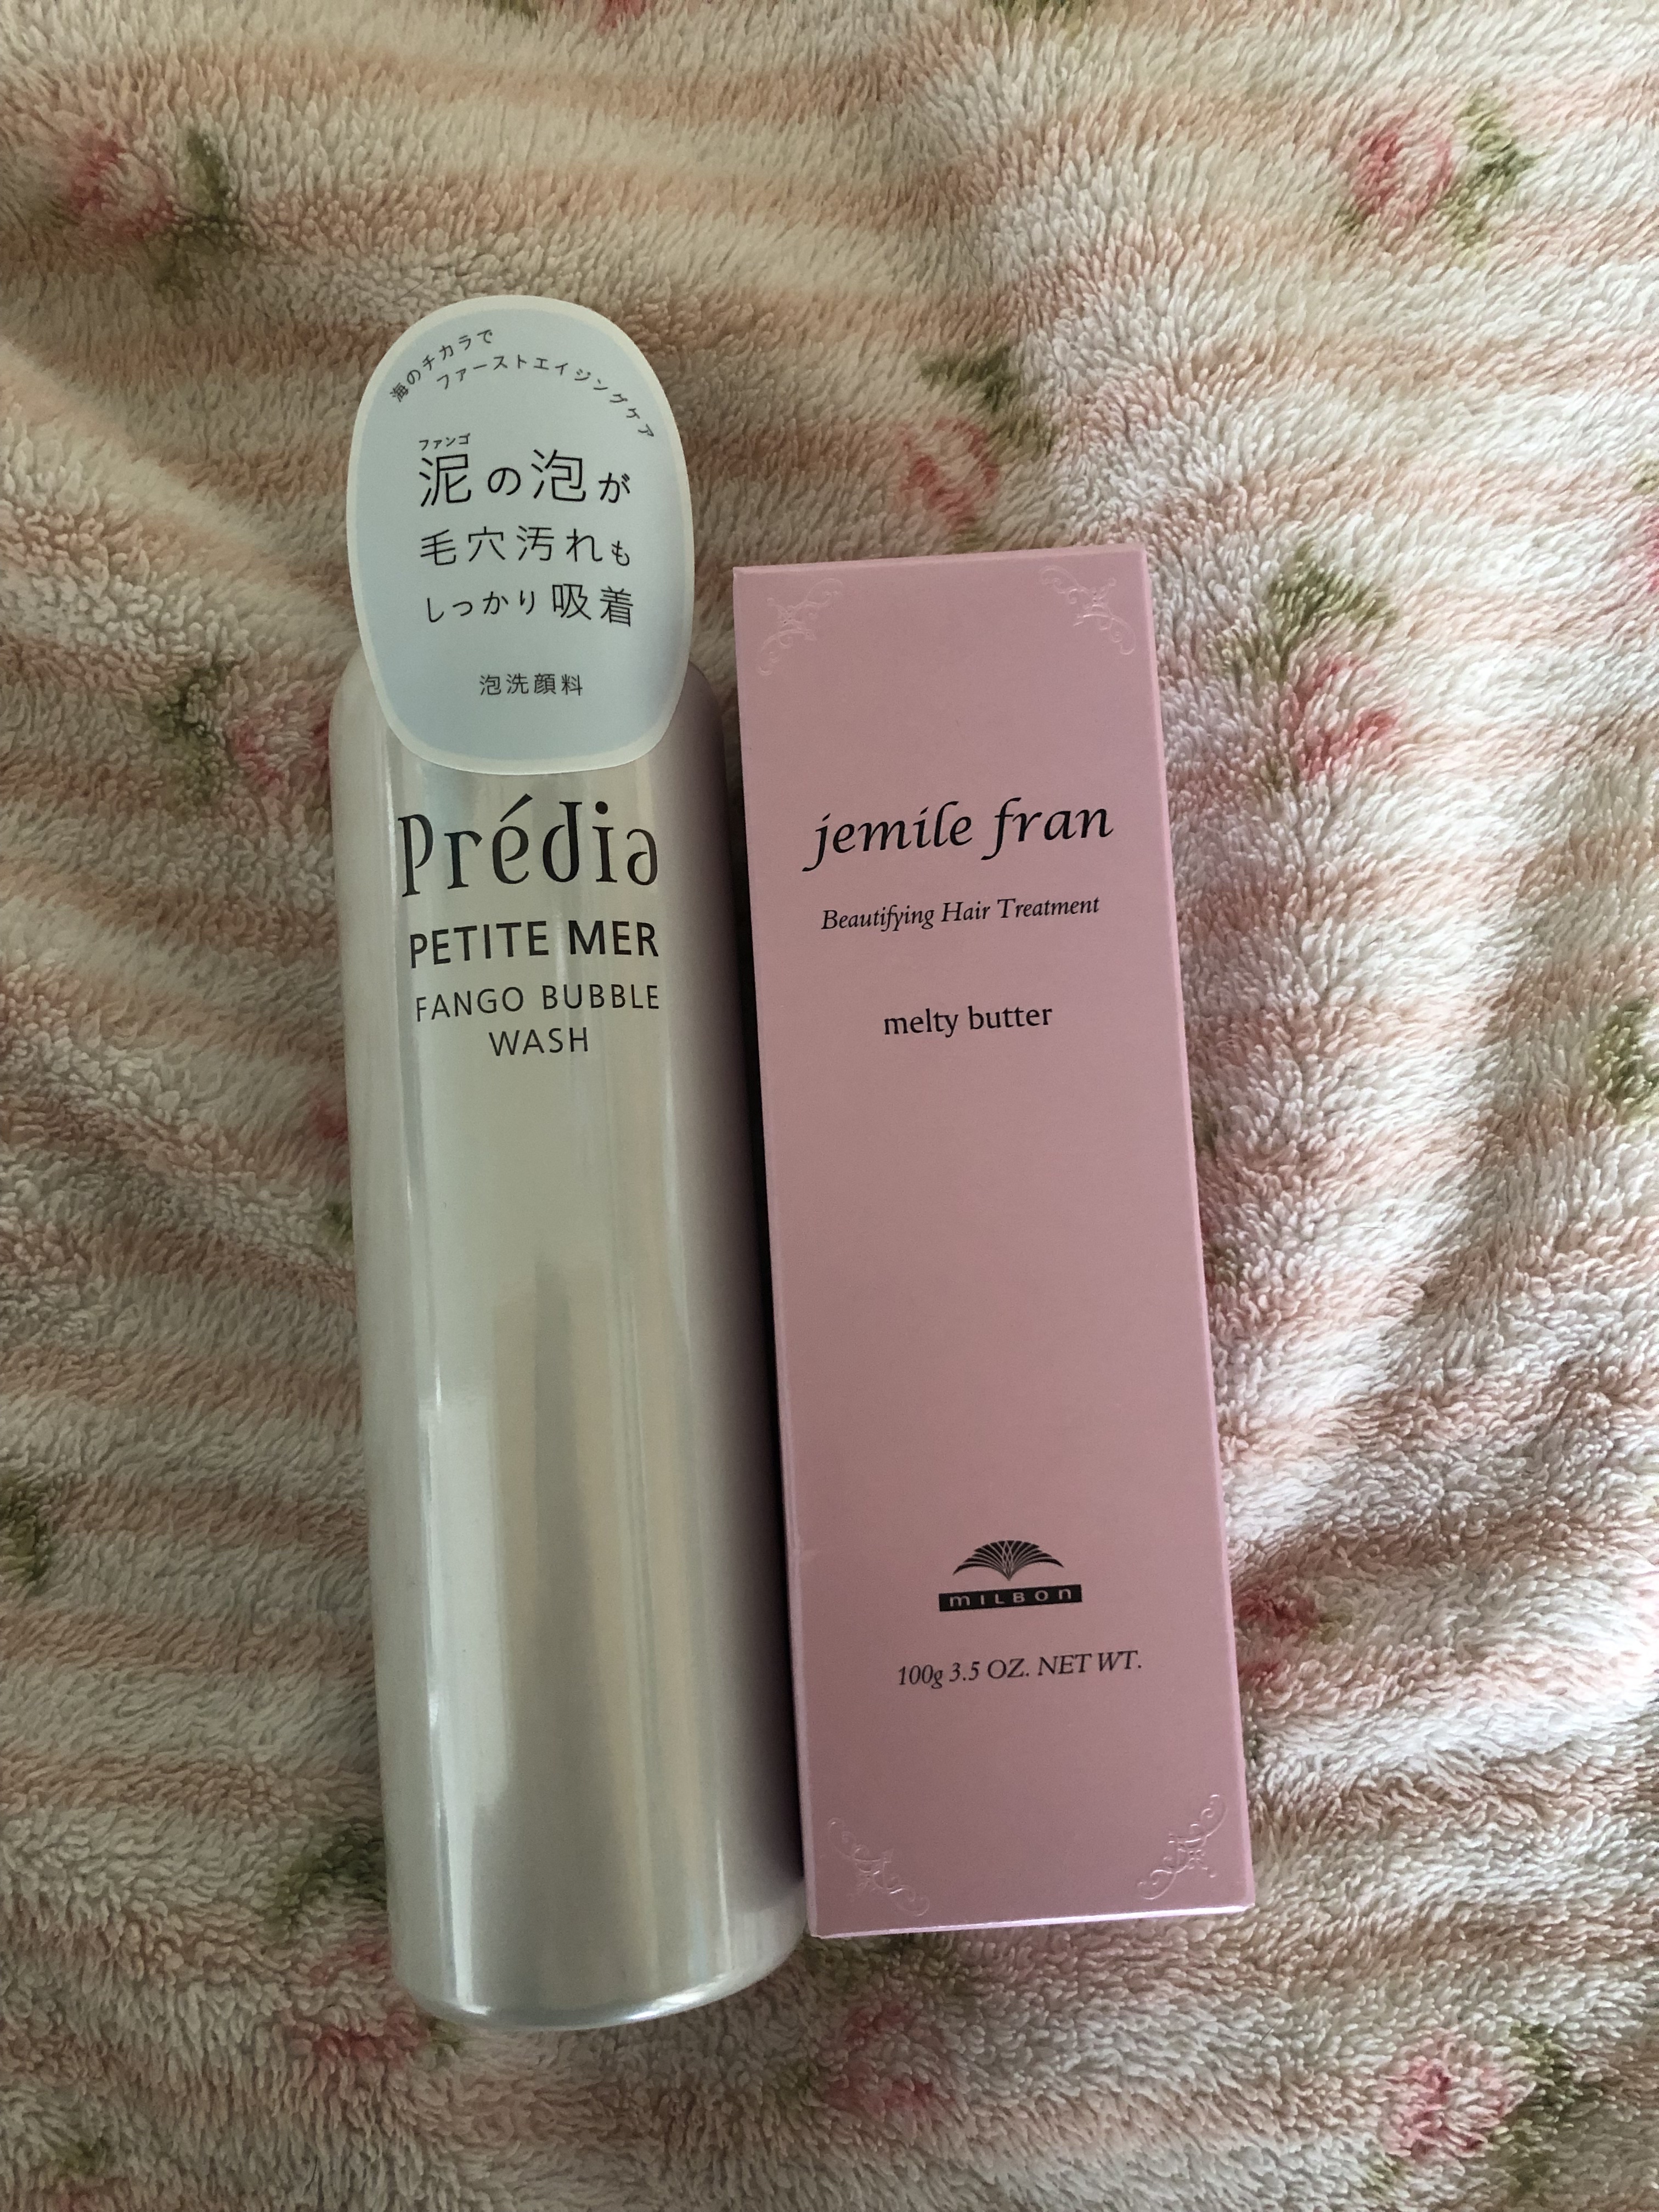 海のチカラで
ファーストエイジングケア
ファンゴ
泥の泡が
毛穴汚れも
しっかり吸着
泡洗顔料
Prédia
PETITE MER
FANGO BUBBLE
WASH
jemile fran
Beautifying Hair Treatment
melty butter
MILBON
100g 3.5 OZ. NET WT.